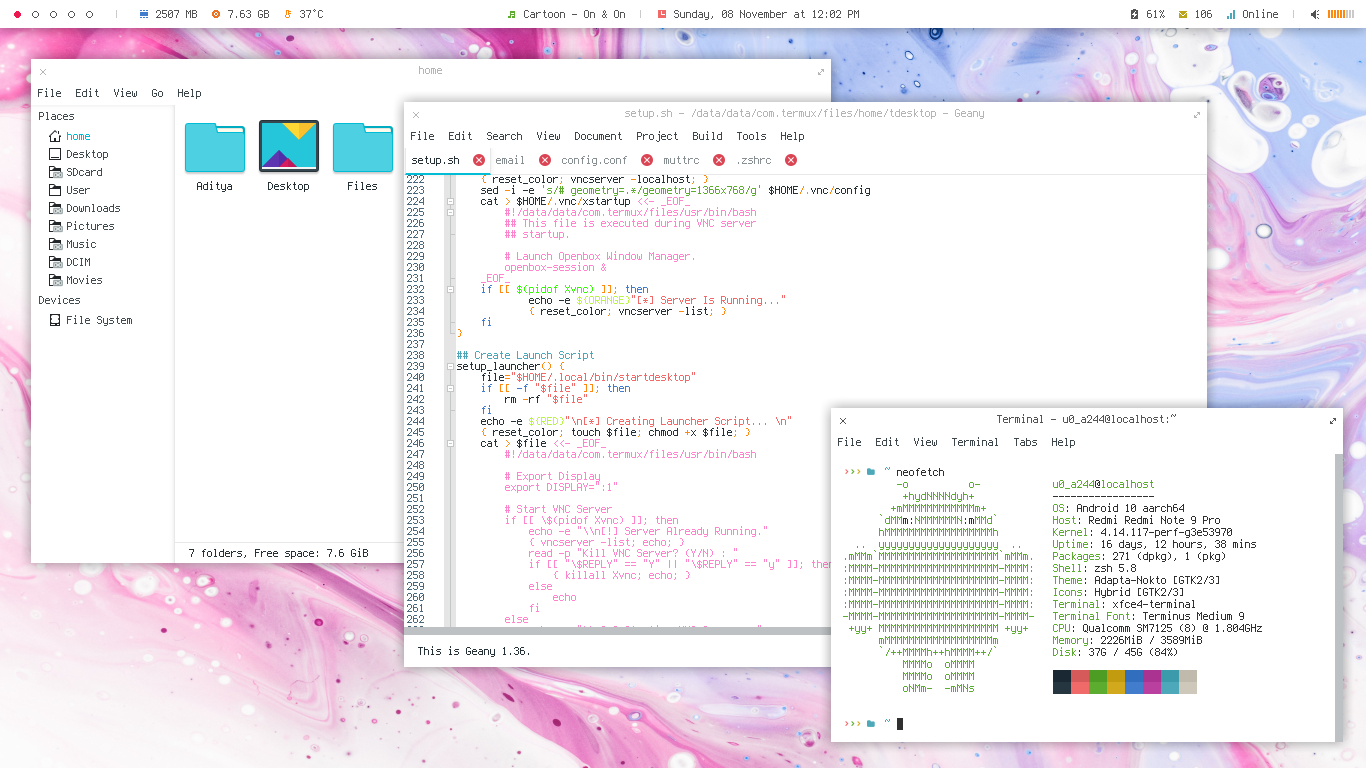 2507 MB 7.63 GB 37°C Cartoon - On & On Sunday, 08 November at 12:02 PM 61% 106 Online
home
File Edit View Go Help
Places
home
Desktop
SDcard
User
Downloads
Pictures
Music
DCIM
Movies
Devices
File System
Aditya Desktop Files
7 folders, Free space: 7.6 GiB
setup.sh - /data/data/com.termux/files/home/tdesktop - Geany
File Edit Search View Document Project Build Tools Help
setup.sh email config.conf muttrc .zshrc
222 { reset_color; vncserver -localhost; }
223 sed -i -e 's/# geometry=.*/geometry=1366x768/g' $HOME/.vnc/config
224 cat > $HOME/.vnc/xstartup <<- _EOF_
225 #!/data/data/com.termux/files/usr/bin/bash
226 ## This file is executed during VNC server
227 ## startup.
228
229 # Launch Openbox Window Manager.
230 openbox-session &
231 _EOF_
232 if [[ $(pidof Xvnc) ]]; then
233 echo -e ${ORANGE}"[*] Server Is Running..."
234 { reset_color; vncserver -list; }
235 fi
236 }
237
238 ## Create Launch Script
239 setup_launcher() {
240 file="$HOME/.local/bin/startdesktop"
241 if [[ -f "$file" ]]; then
242 rm -rf "$file"
243 fi
244 echo -e ${RED}"\n[*] Creating Launcher Script... \n"
245 { reset_color; touch $file; chmod +x $file; }
246 cat > $file <<- _EOF_
247 #!/data/data/com.termux/files/usr/bin/bash
248
249 # Export Display
250 export DISPLAY=":1"
251
252 # Start VNC Server
253 if [[ \$(pidof Xvnc) ]]; then
254 echo -e "\\n[!] Server Already Running."
255 { vncserver -list; echo; }
256 read -p "Kill VNC Server? (Y/N) : "
257 if [[ "\$REPLY" == "Y" || "\$REPLY" == "y" ]]; then
258 { killall Xvnc; echo; }
259 else
260 echo
261 fi
262 else
This is Geany 1.36.
Terminal - u0_a244@localhost:~
File Edit View Terminal Tabs Help
~ neofetch
-o o-
+hydNNNNdyh+
+mMMMMMMMMMMMMm+
`dMMm:NMMMMMMN:mMMd`
hMMMMMMMMMMMMMMMMMMh
.. yyyyyyyyyyyyyyyyyyyy ..
.mMMm`MMMMMMMMMMMMMMMMMMMM`mMMm.
:MMMM-MMMMMMMMMMMMMMMMMMMM-MMMM:
:MMMM-MMMMMMMMMMMMMMMMMMMM-MMMM:
:MMMM-MMMMMMMMMMMMMMMMMMMM-MMMM:
:MMMM-MMMMMMMMMMMMMMMMMMMM-MMMM:
-MMMM-MMMMMMMMMMMMMMMMMMMM-MMMM-
+yy+ MMMMMMMMMMMMMMMMMMMM +yy+
mMMMMMMMMMMMMMMMMMMm
`/++MMMMh++hMMMM++/`
MMMMo oMMMM
MMMMo oMMMM
oNMm- -mMNs
u0_a244@localhost
-----------------
OS: Android 10 aarch64
Host: Redmi Redmi Note 9 Pro
Kernel: 4.14.117-perf-g3e53970
Uptime: 16 days, 12 hours, 38 mins
Packages: 271 (dpkg), 1 (pkg)
Shell: zsh 5.8
Theme: Adapta-Nokto [GTK2/3]
Icons: Hybrid [GTK2/3]
Terminal: xfce4-terminal
Terminal Font: Terminus Medium 9
CPU: Qualcomm SM7125 (8) @ 1.804GHz
Memory: 2226MiB / 3589MiB
Disk: 37G / 45G (84%)
~